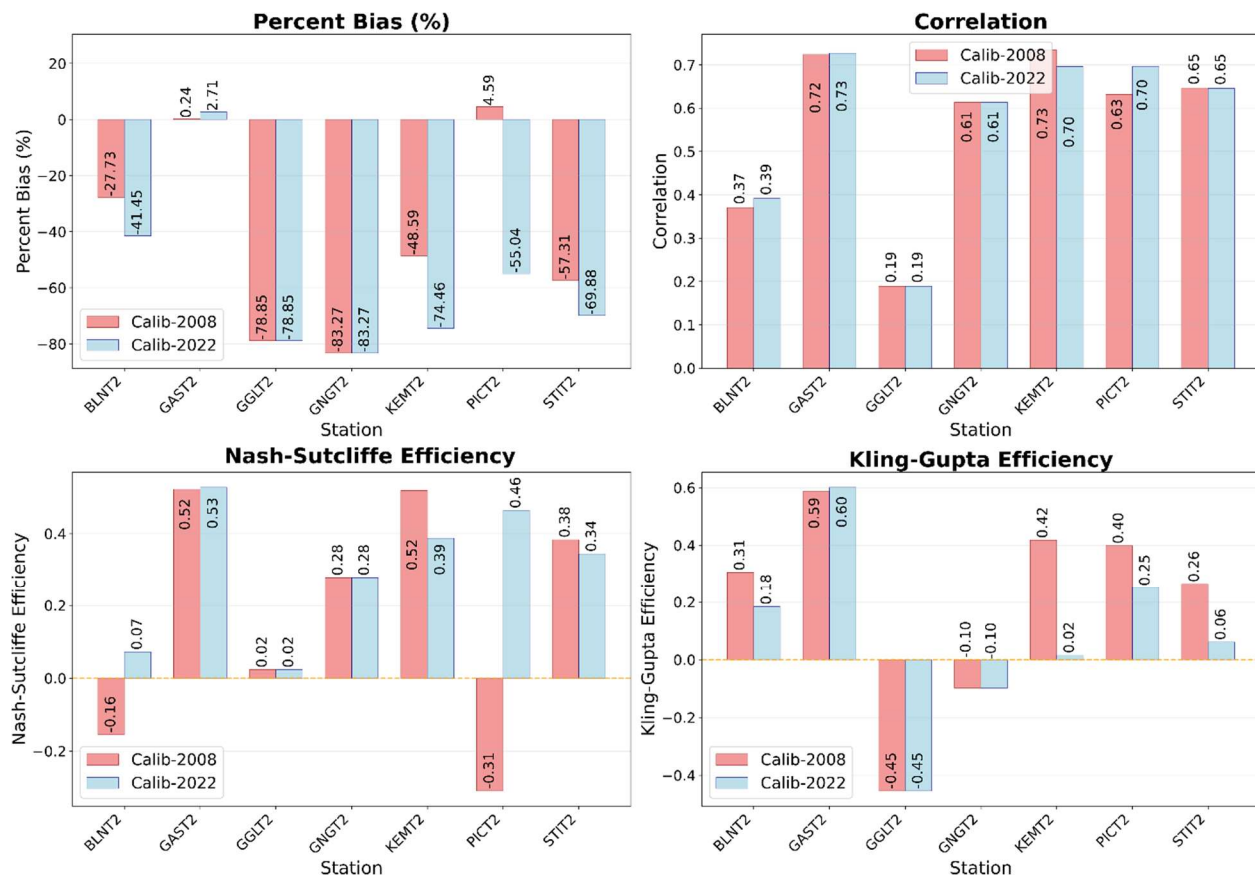 Percent Bias (%)
Percent Bias (%)
20
0
−20
−40
−60
−80
-27.73
-41.45
0.24
2.71
-78.85
-78.85
-83.27
-83.27
-48.59
-74.46
4.59
-55.04
-57.31
-69.88
Calib-2008
Calib-2022
BLNT2
GAST2
GGLT2
GNGT2
KEMT2
PICT2
STIT2
Station
Correlation
Correlation
0.7
0.6
0.5
0.4
0.3
0.2
0.1
0.0
Calib-2008
Calib-2022
0.37
0.39
0.72
0.73
0.19
0.19
0.61
0.61
0.73
0.70
0.63
0.70
0.65
0.65
BLNT2
GAST2
GGLT2
GNGT2
KEMT2
PICT2
STIT2
Station
Nash-Sutcliffe Efficiency
Nash-Sutcliffe Efficiency
0.4
0.2
0.0
−0.2
-0.16
0.07
0.52
0.53
0.02
0.02
0.28
0.28
0.52
0.39
-0.31
0.46
0.38
0.34
Calib-2008
Calib-2022
BLNT2
GAST2
GGLT2
GNGT2
KEMT2
PICT2
STIT2
Station
Kling-Gupta Efficiency
Kling-Gupta Efficiency
0.6
0.4
0.2
0.0
−0.2
−0.4
0.31
0.18
0.59
0.60
-0.45
-0.45
-0.10
-0.10
0.42
0.02
0.40
0.25
0.26
0.06
Calib-2008
Calib-2022
BLNT2
GAST2
GGLT2
GNGT2
KEMT2
PICT2
STIT2
Station